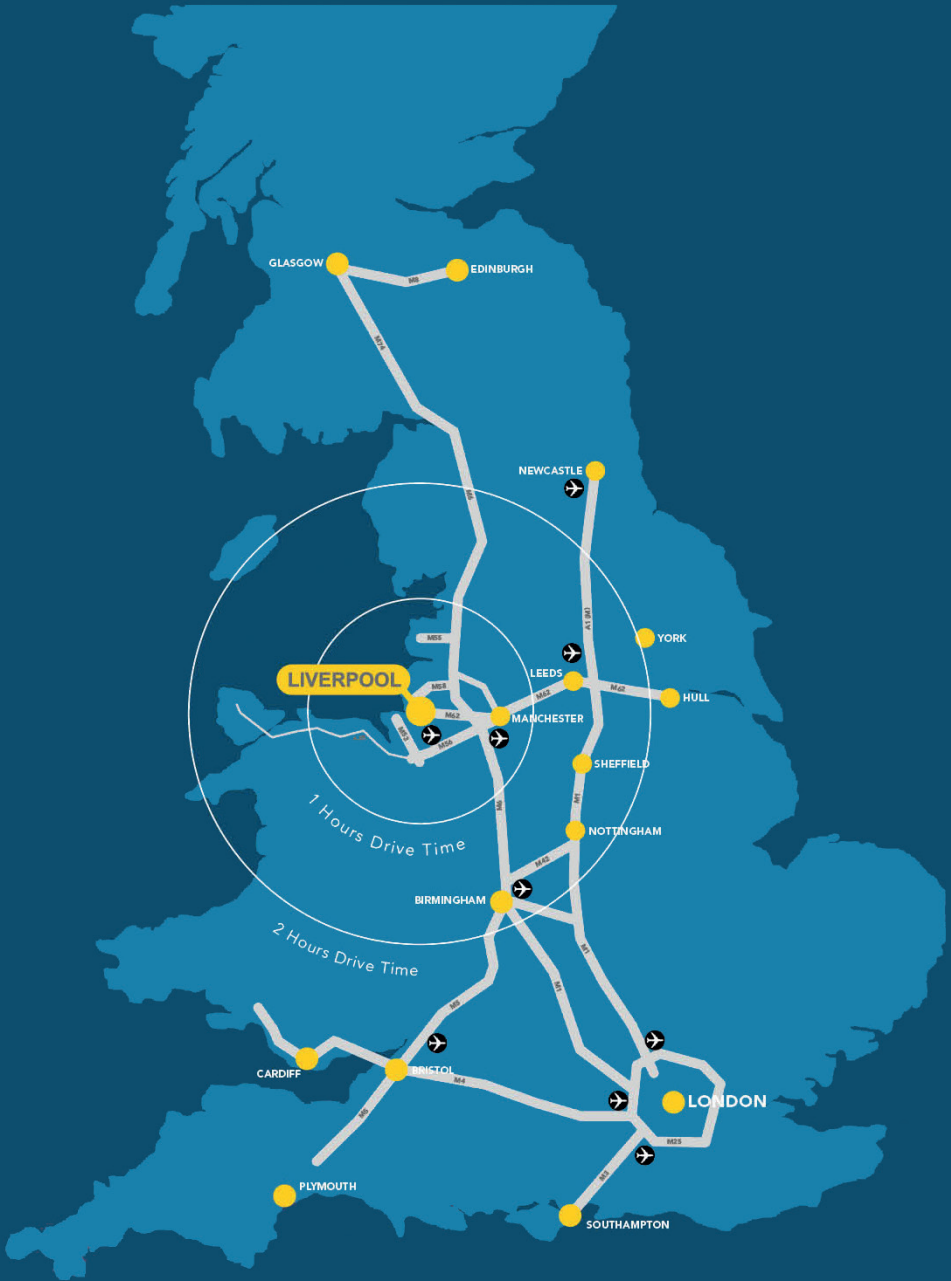 GLASGOW
EDINBURGH
M8
M74
NEWCASTLE
M6
A1 (M)
YORK
M55
LEEDS
LIVERPOOL
M58
M62
M62
HULL
M62
MANCHESTER
M53
M56
SHEFFIELD
M6
M1
1 Hours Drive Time
NOTTINGHAM
M42
BIRMINGHAM
2 Hours Drive Time
M1
M1
M5
CARDIFF
BRISTOL
M4
LONDON
M5
M25
M3
PLYMOUTH
SOUTHAMPTON